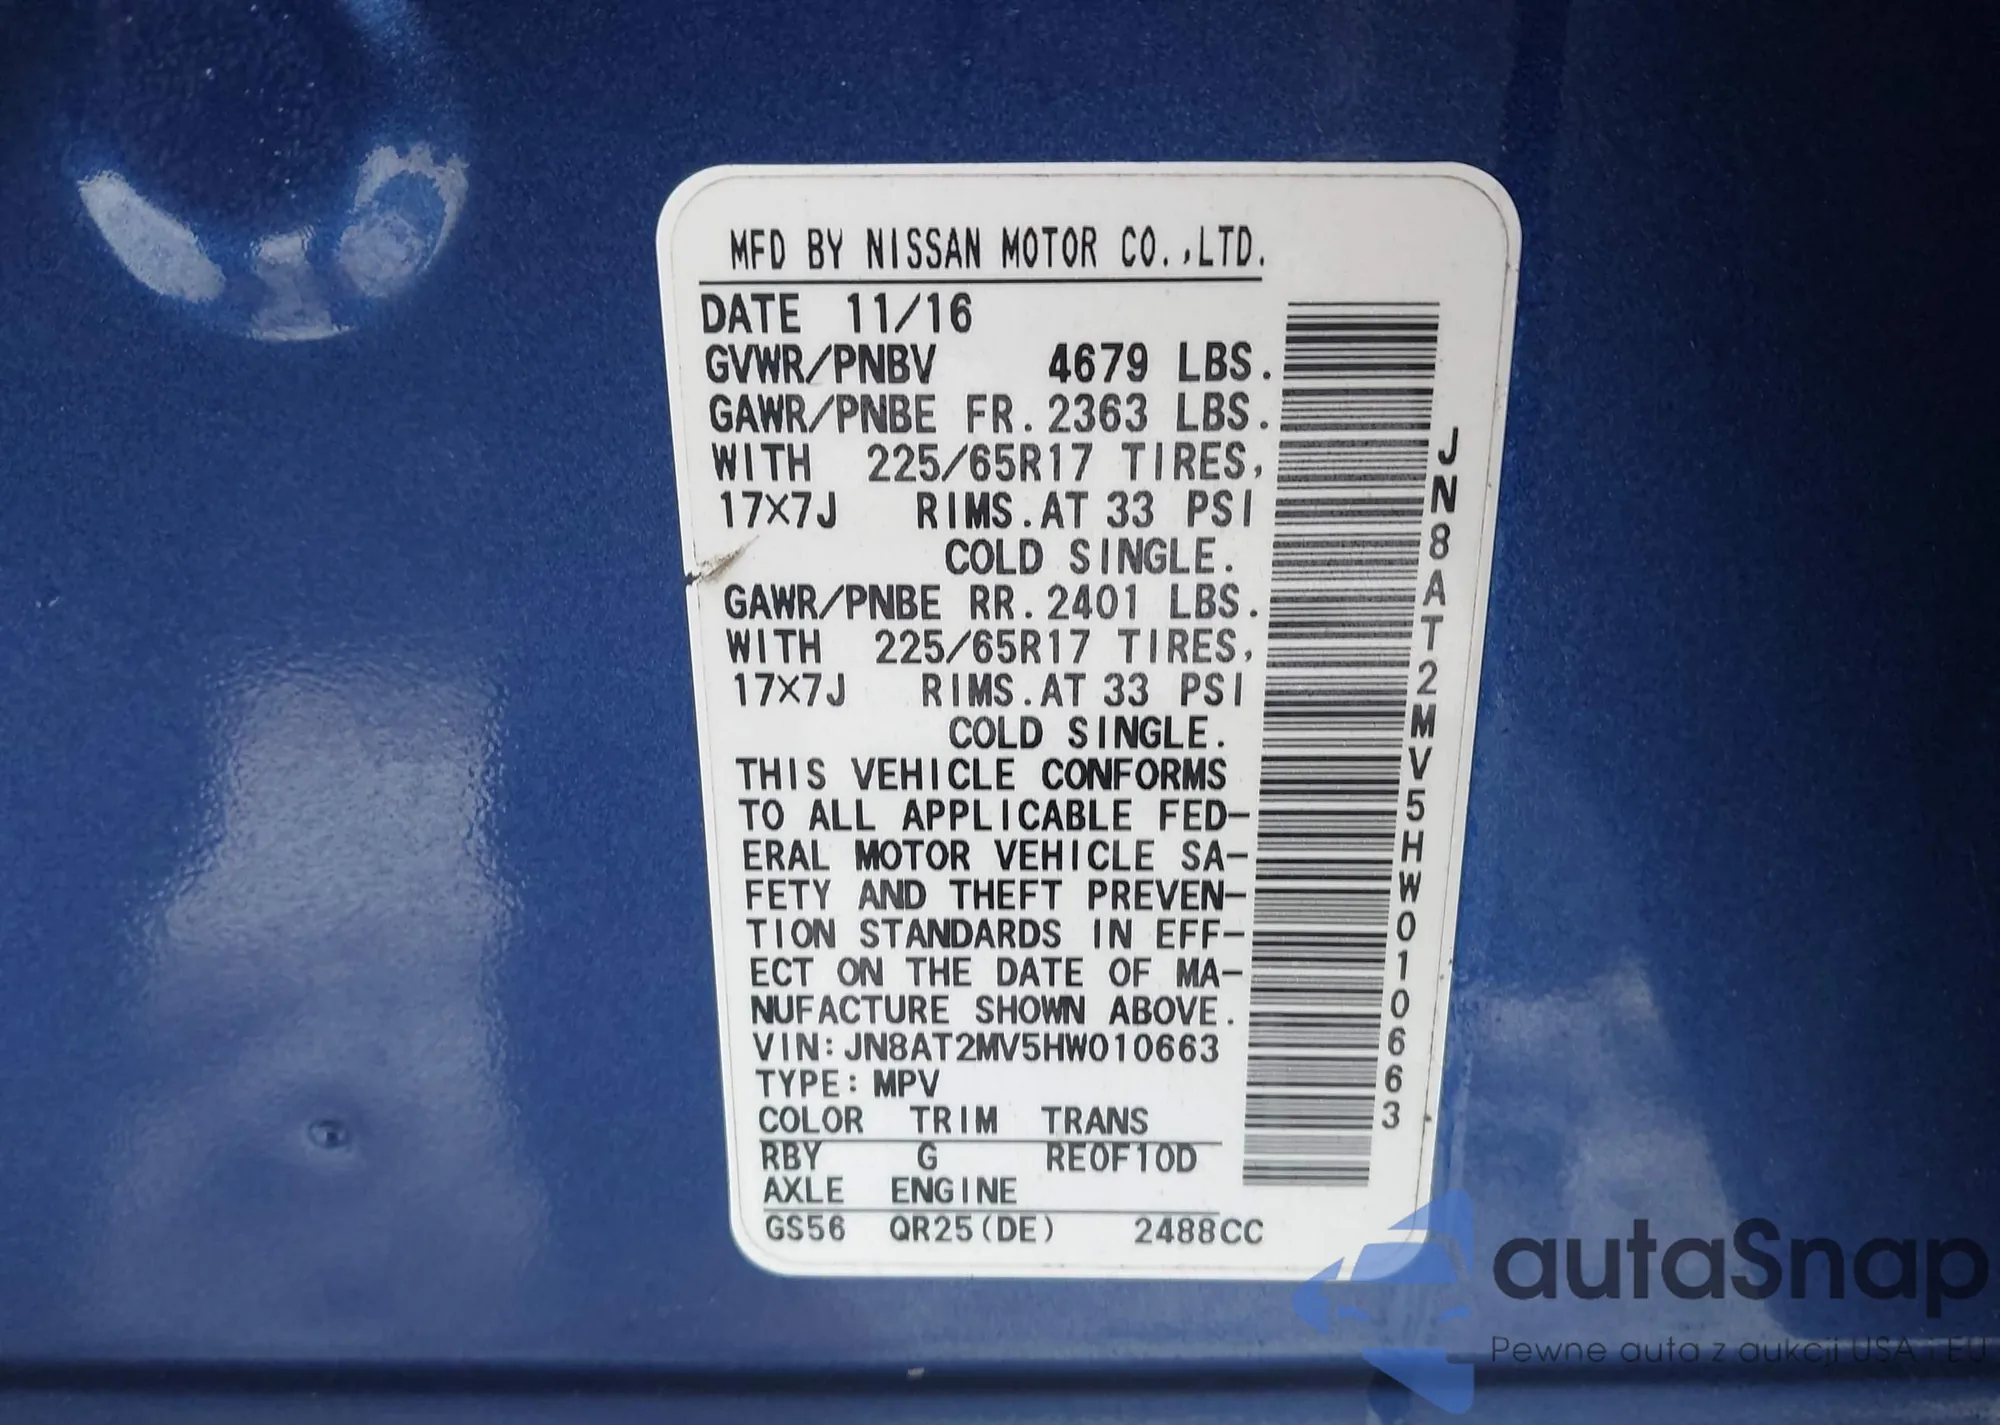 MFD BY NISSAN MOTOR CO.,LTD.
DATE 11/16
GVWR/PNBV 4679 LBS.
GAWR/PNBE FR. 2363 LBS.
WITH 225/65R17 TIRES,
17X7J RIMS.AT 33 PSI
COLD SINGLE.
GAWR/PNBE RR. 2401 LBS.
WITH 225/65R17 TIRES,
17X7J RIMS.AT 33 PSI
COLD SINGLE.
THIS VEHICLE CONFORMS
TO ALL APPLICABLE FED-
ERAL MOTOR VEHICLE SA-
FETY AND THEFT PREVEN-
TION STANDARDS IN EFF-
ECT ON THE DATE OF MA-
NUFACTURE SHOWN ABOVE.
VIN: JN8AT2MV5HW010663
TYPE: MPV
COLOR TRIM TRANS
RBY G RE0F10D
AXLE ENGINE
GS56 QR25(DE) 2488CC
JN8AT2MV5HW010663
autaSnap
Pewne auta z aukcji USA i EU